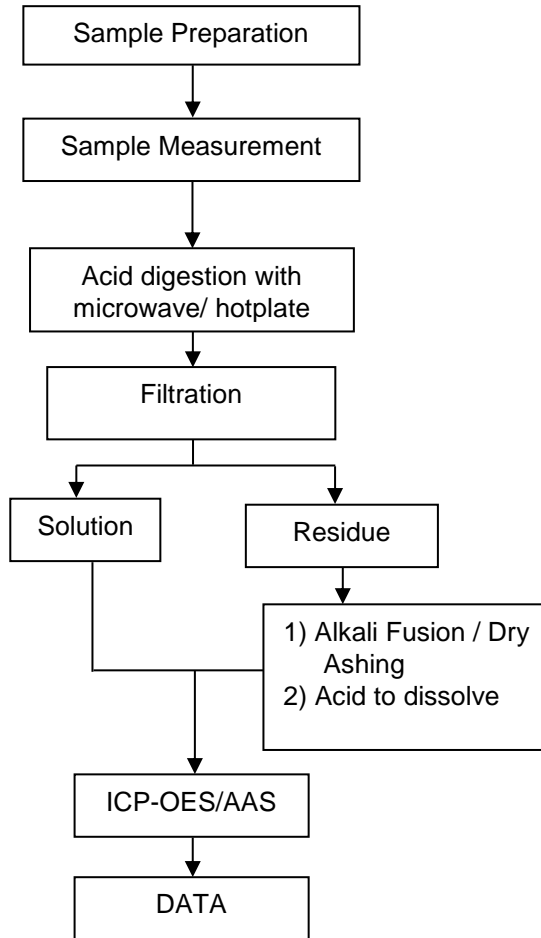 Sample Preparation
Sample Measurement
Acid digestion with
microwave/ hotplate
Filtration
Solution
Residue
1) Alkali Fusion / Dry
Ashing
2) Acid to dissolve
ICP-OES/AAS
DATA